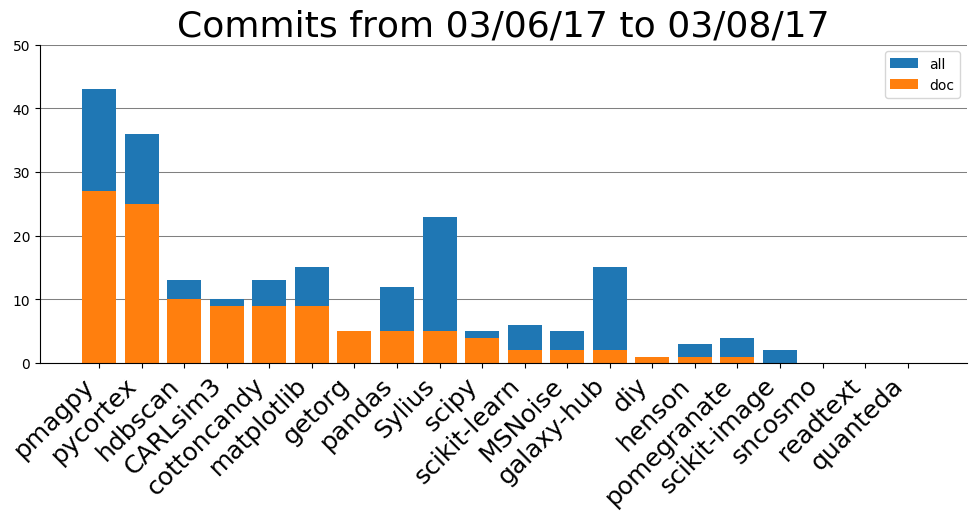 Commits from 03/06/17 to 03/08/17
50
40
30
20
10
0
all
doc
pmagpy
pycortex
hdbscan
CARLsim3
cottoncandy
matplotlib
getorg
pandas
Sylius
scipy
scikit-learn
MSNoise
galaxy-hub
diy
henson
pomegranate
scikit-image
sncosmo
readtext
quanteda